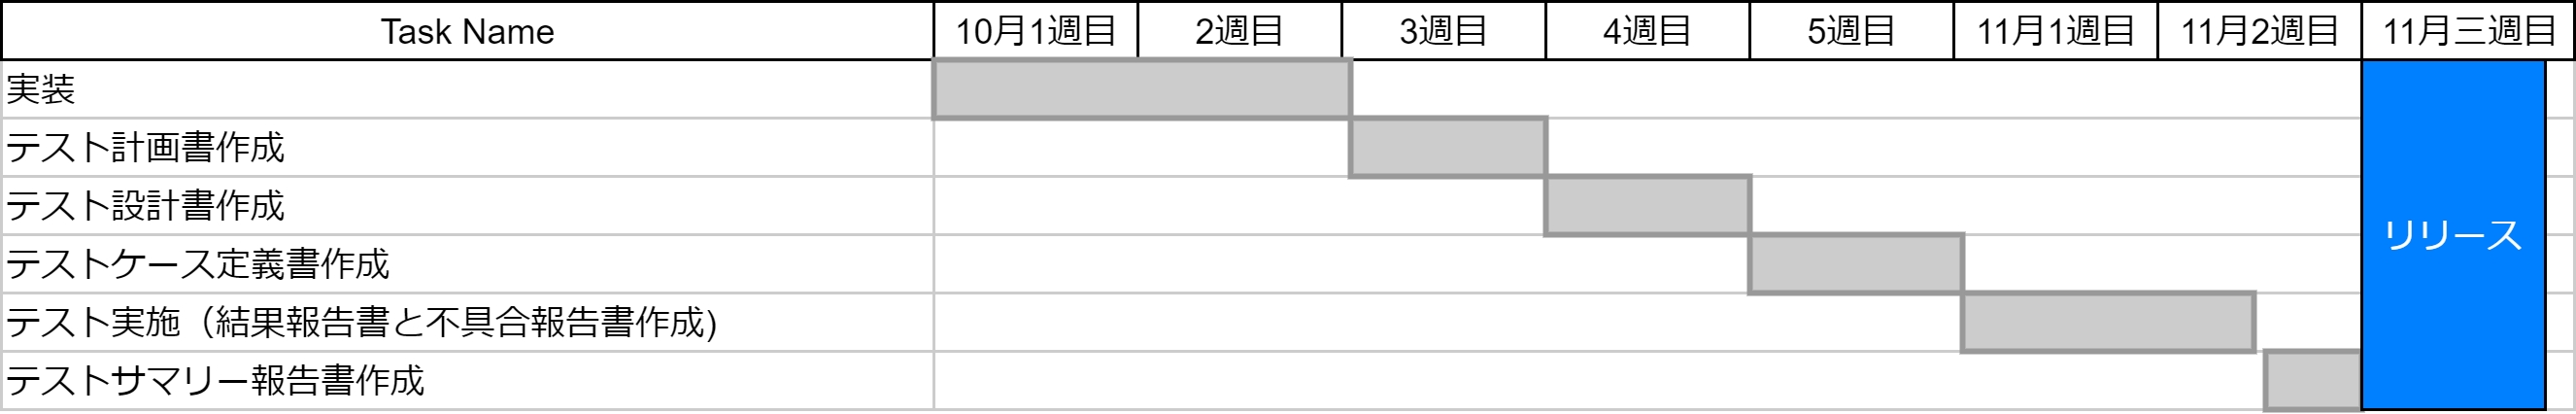 Task Name 10月1週目 2週目 3週目 4週目 5週目 11月1週目 11月2週目 11月三週目
実装
テスト計画書作成
テスト設計書作成
リリース
テストケース定義書作成
テスト実施（結果報告書と不具合報告書作成)
テストサマリー報告書作成